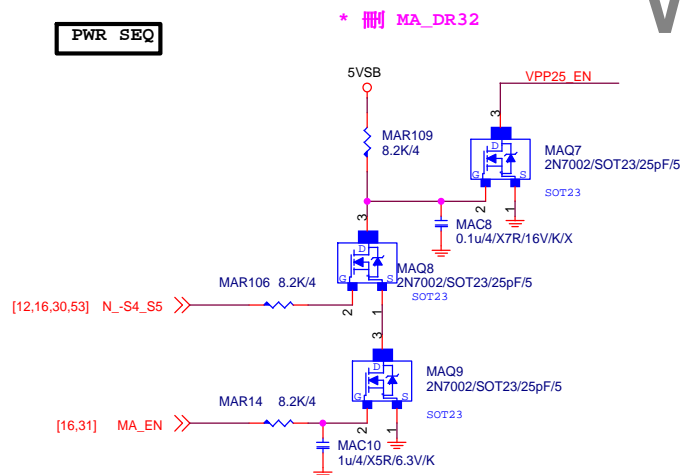 * 刪 MA_DR32
PWR SEQ
5VSB
VPP25_EN
MAR109
8.2K/4
3
D
G
S
2
1
MAQ7
2N7002/SOT23/25pF/5
SOT23
MAC8
0.1u/4/X7R/16V/K/X
3
D
G
S
2
1
MAQ8
2N7002/SOT23/25pF/5
SOT23
MAR106 8.2K/4
[12,16,30,53] N_-S4_S5
3
D
G
S
2
1
MAQ9
2N7002/SOT23/25pF/5
SOT23
MAR14 8.2K/4
[16,31] MA_EN
MAC10
1u/4/X5R/6.3V/K